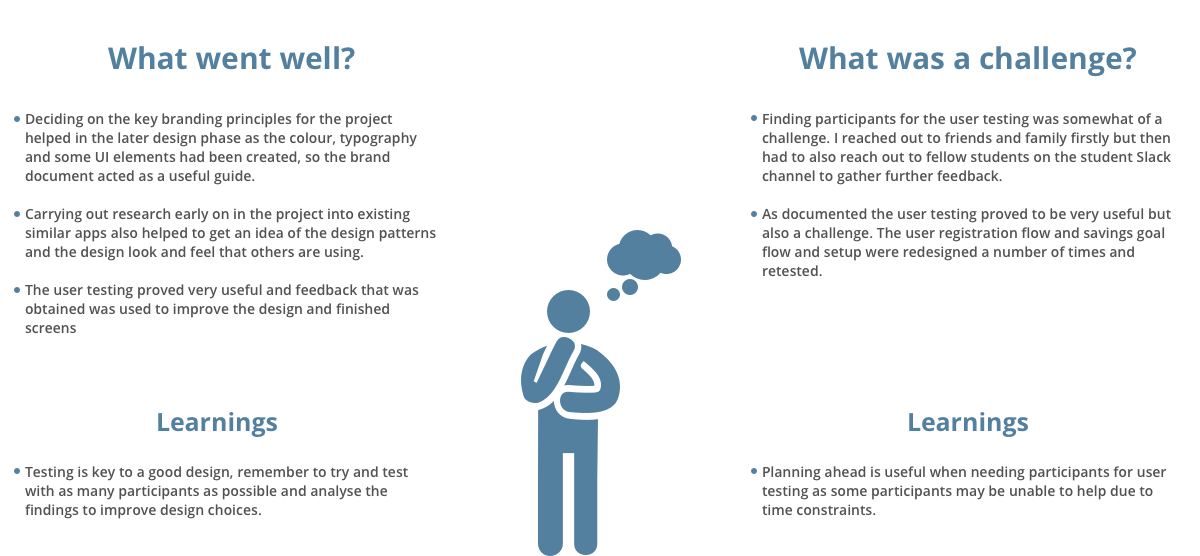 What went well?
• Deciding on the key branding principles for the project
helped in the later design phase as the colour, typography
and some UI elements had been created, so the brand
document acted as a useful guide.
• Carrying out research early on in the project into existing
similar apps also helped to get an idea of the design patterns
and the design look and feel that others are using.
• The user testing proved very useful and feedback that was
obtained was used to improve the design and finished
screens
Learnings
• Testing is key to a good design, remember to try and test
with as many participants as possible and analyse the
findings to improve design choices.
What was a challenge?
• Finding participants for the user testing was somewhat of a
challenge. I reached out to friends and family firstly but then
had to also reach out to fellow students on the student Slack
channel to gather further feedback.
• As documented the user testing proved to be very useful but
also a challenge. The user registration flow and savings goal
flow and setup were redesigned a number of times and
retested.
Learnings
• Planning ahead is useful when needing participants for user
testing as some participants may be unable to help due to
time constraints.